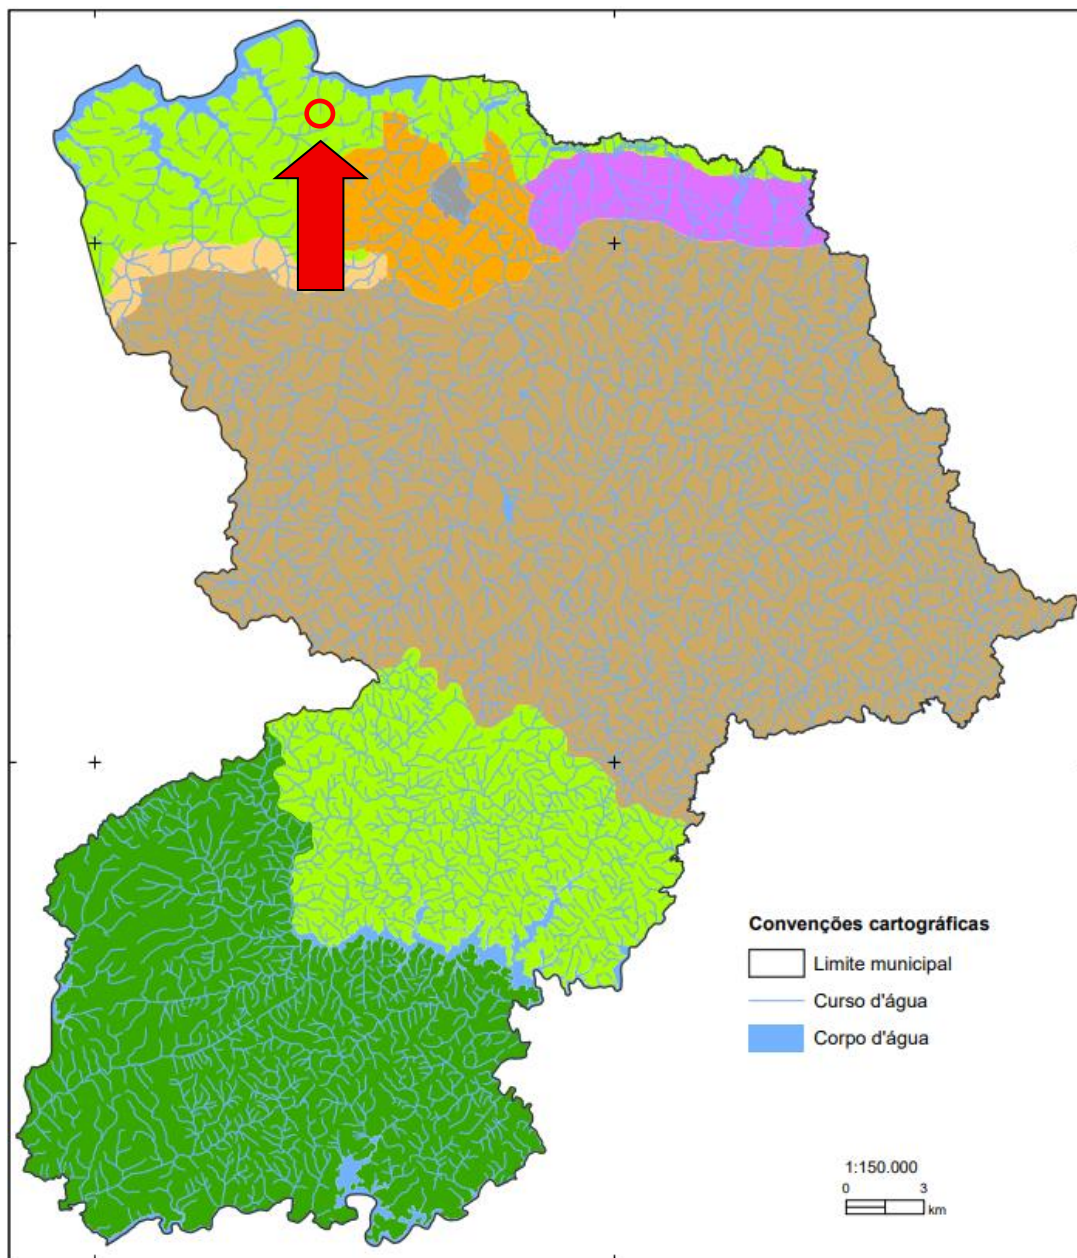 Convenções cartográficas
Limite municipal
Curso d'água
Corpo d'água
1:150.000
0 3
km